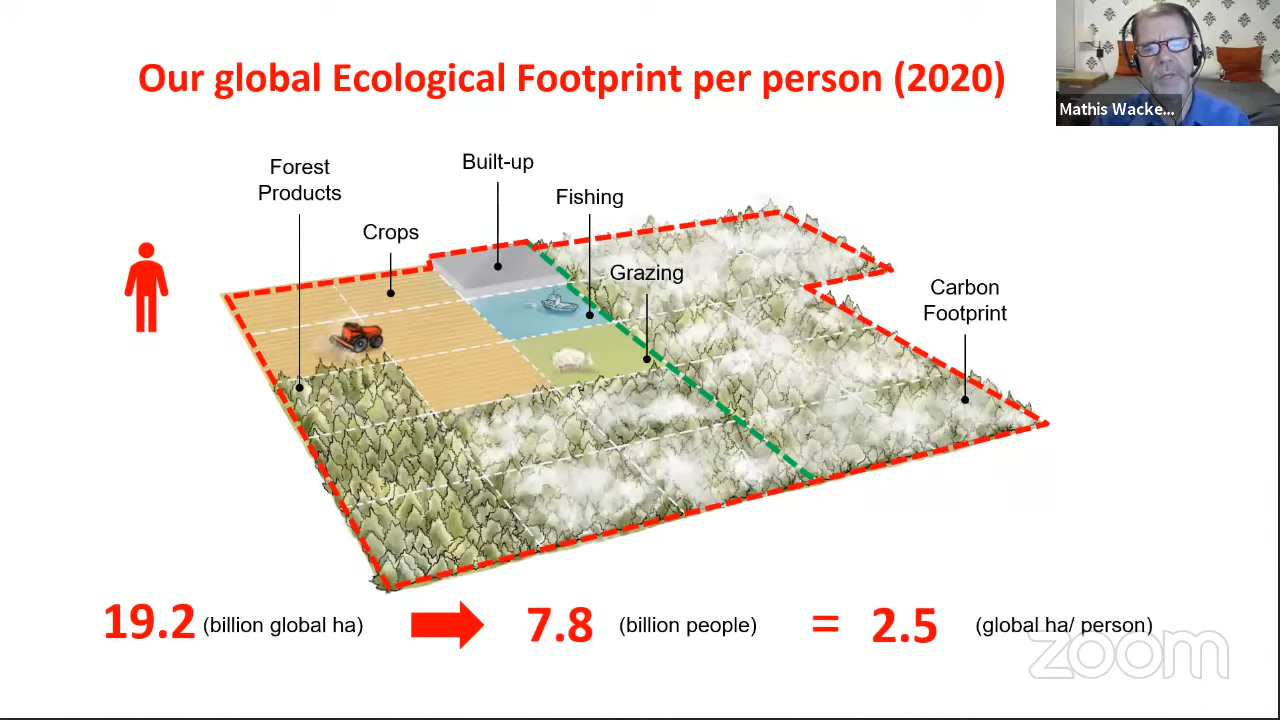 Our global Ecological Footprint per person (2020)
Mathis Wacke...
Forest
Products
Built-up
Fishing
Crops
Grazing
Carbon
Footprint
19.2 (billion global ha) 7.8 (billion people) = 2.5 (global ha/ person)
zoom